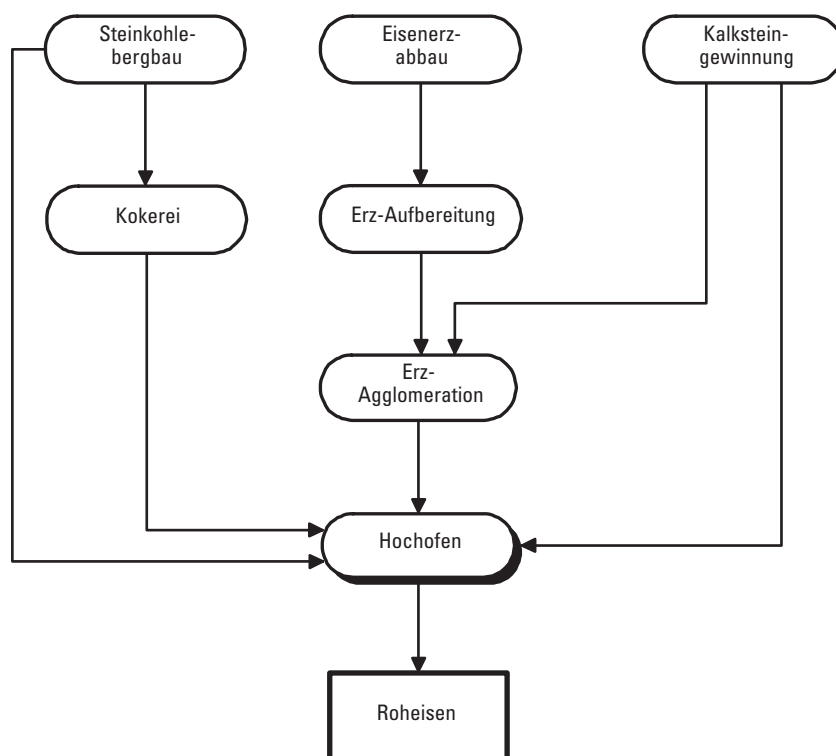 Steinkohle-
bergbau
Eisenerz-
abbau
Kalkstein-
gewinnung
Kokerei
Erz-Aufbereitung
Erz-
Agglomeration
Hochofen
Roheisen